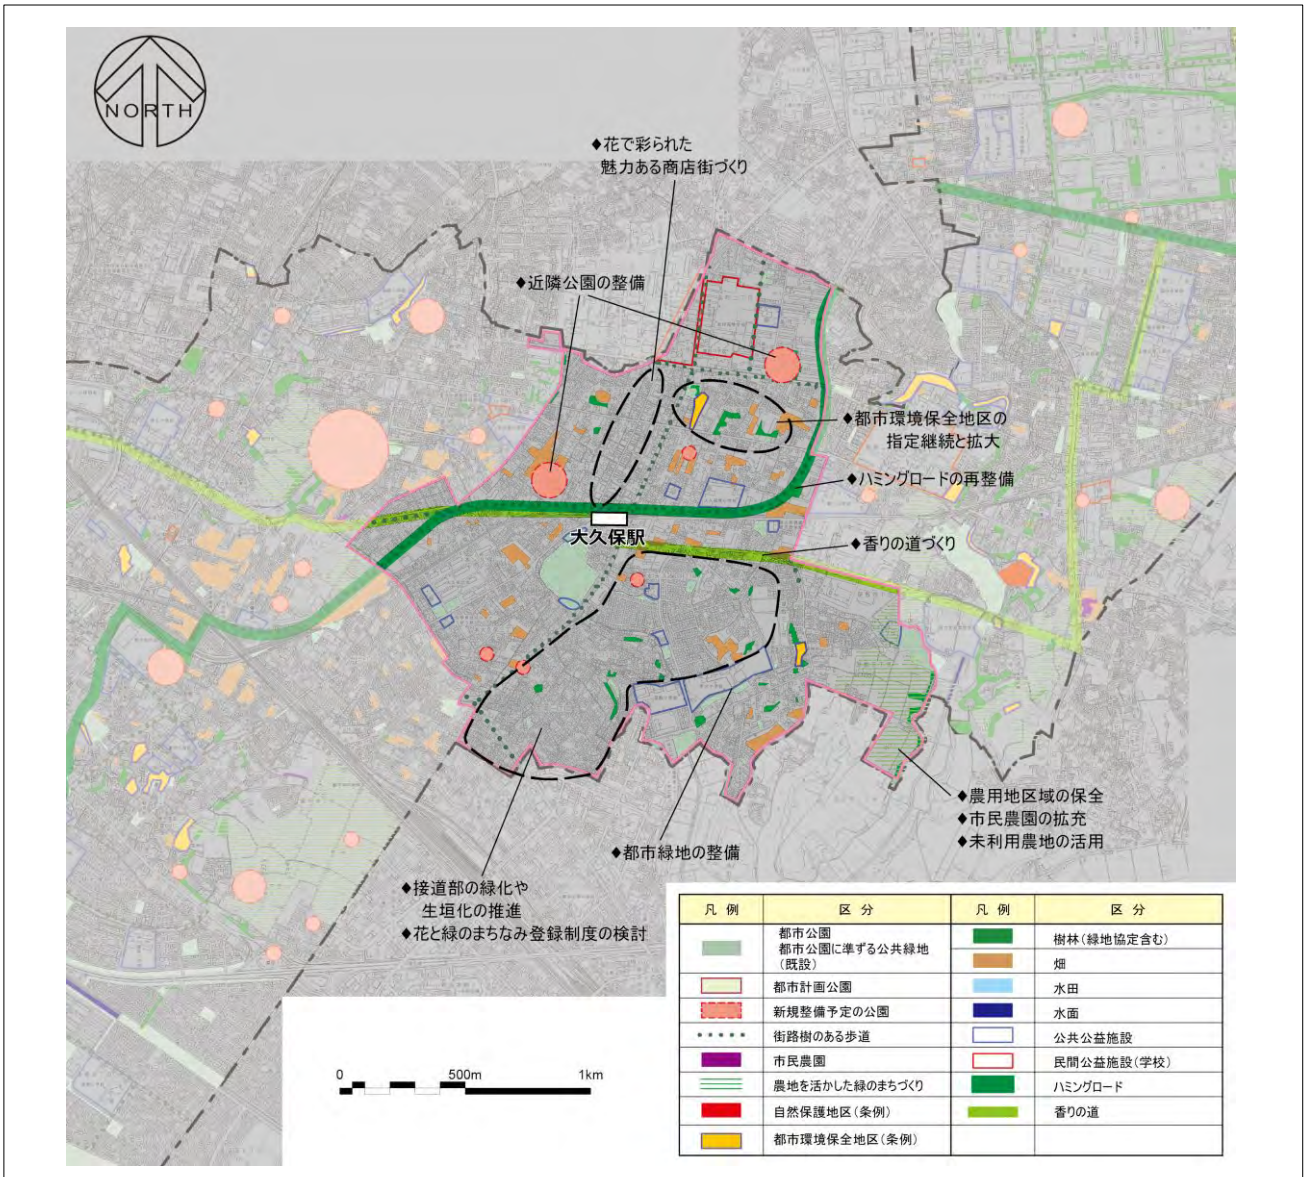 NORTH
◆花で彩られた
魅力ある商店街づくり
◆近隣公園の整備
◆都市環境保全地区の
指定継続と拡大
◆ハミングロードの再整備
大久保駅
◆香りの道づくり
◆農用地区域の保全
◆市民農園の拡充
◆未利用農地の活用
◆都市緑地の整備
◆接道部の緑化や
生垣化の推進
◆花と緑のまちなみ登録制度の検討
0 500m 1km
凡 例 区 分 凡 例 区 分
都市公園
都市公園に準ずる公共緑地
(既設)
樹林(緑地協定含む)
畑
都市計画公園 水田
新規整備予定の公園 水面
街路樹のある歩道 公共公益施設
市民農園 民間公益施設(学校)
農地を活かした緑のまちづくり ハミングロード
自然保護地区(条例) 香りの道
都市環境保全地区(条例)